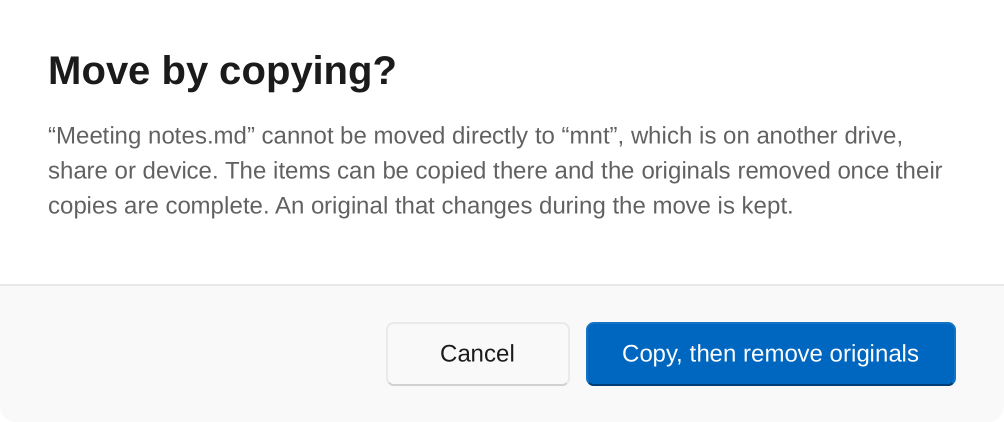 Move by copying?
“Meeting notes.md” cannot be moved directly to “mnt”, which is on another drive,
share or device. The items can be copied there and the originals removed once their
copies are complete. An original that changes during the move is kept.
Cancel
Copy, then remove originals